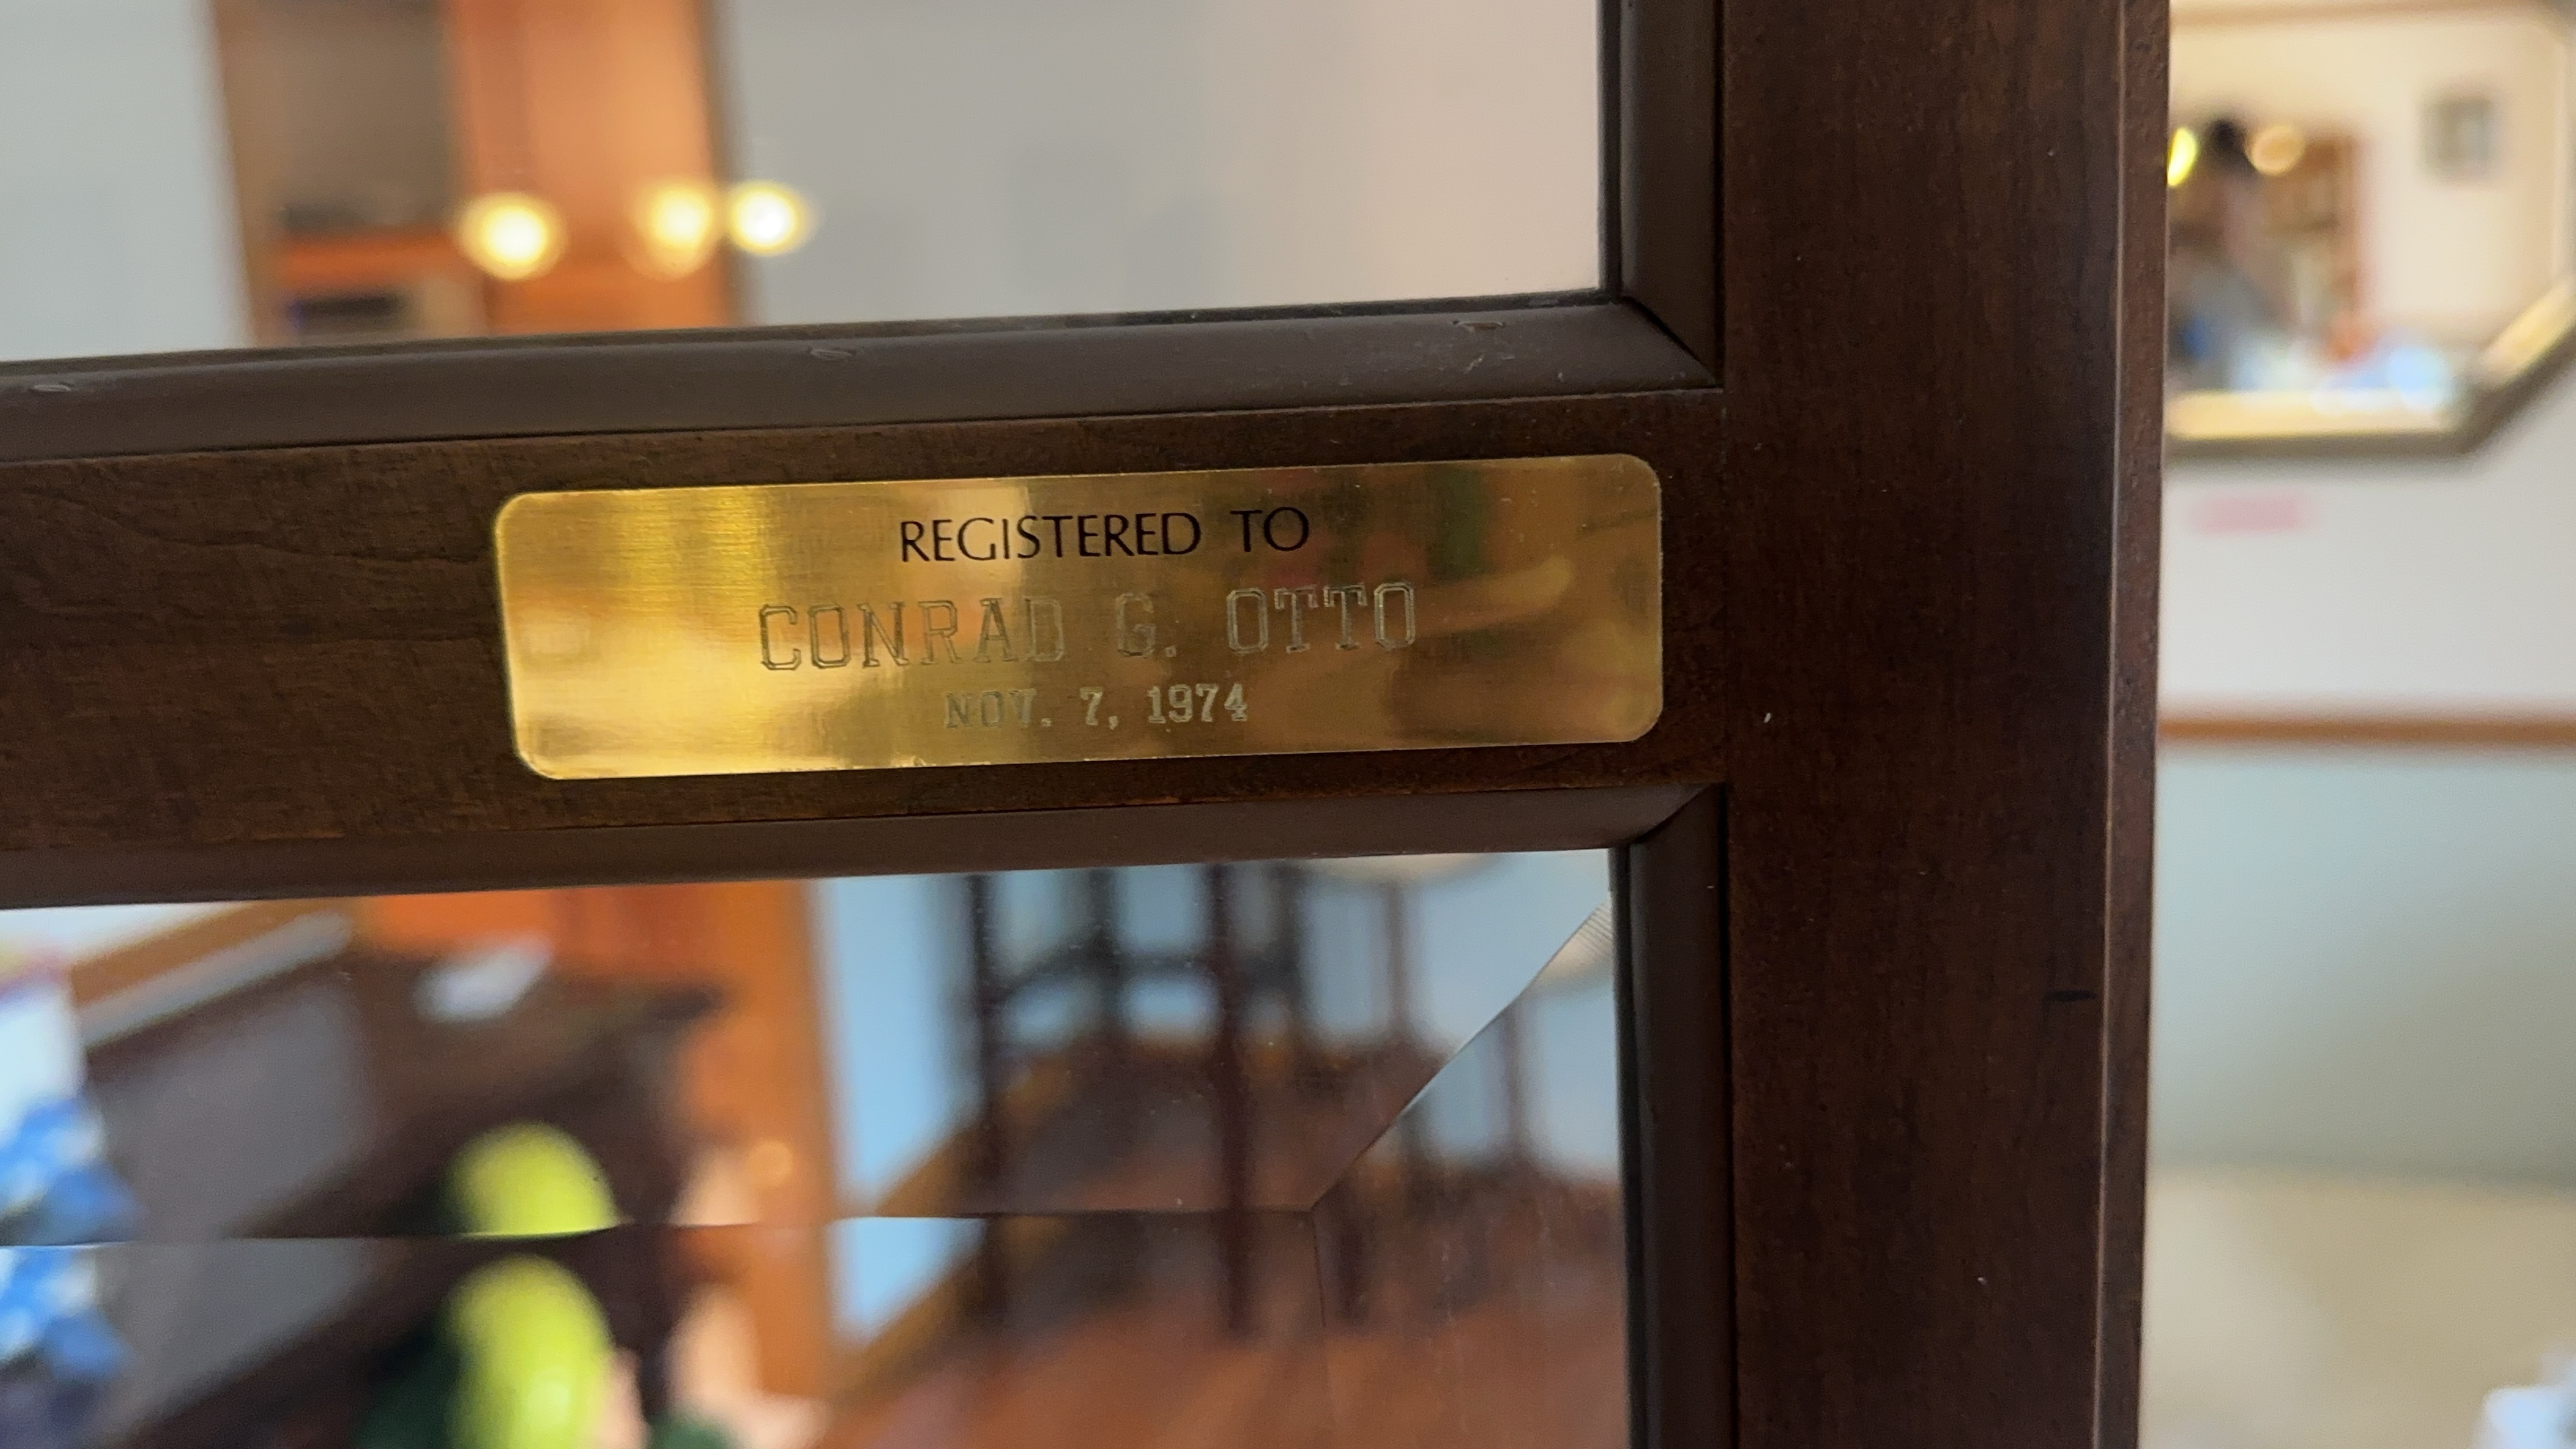 REGISTERED TO
CONRAD G. OTTO
NOV. 7, 1974